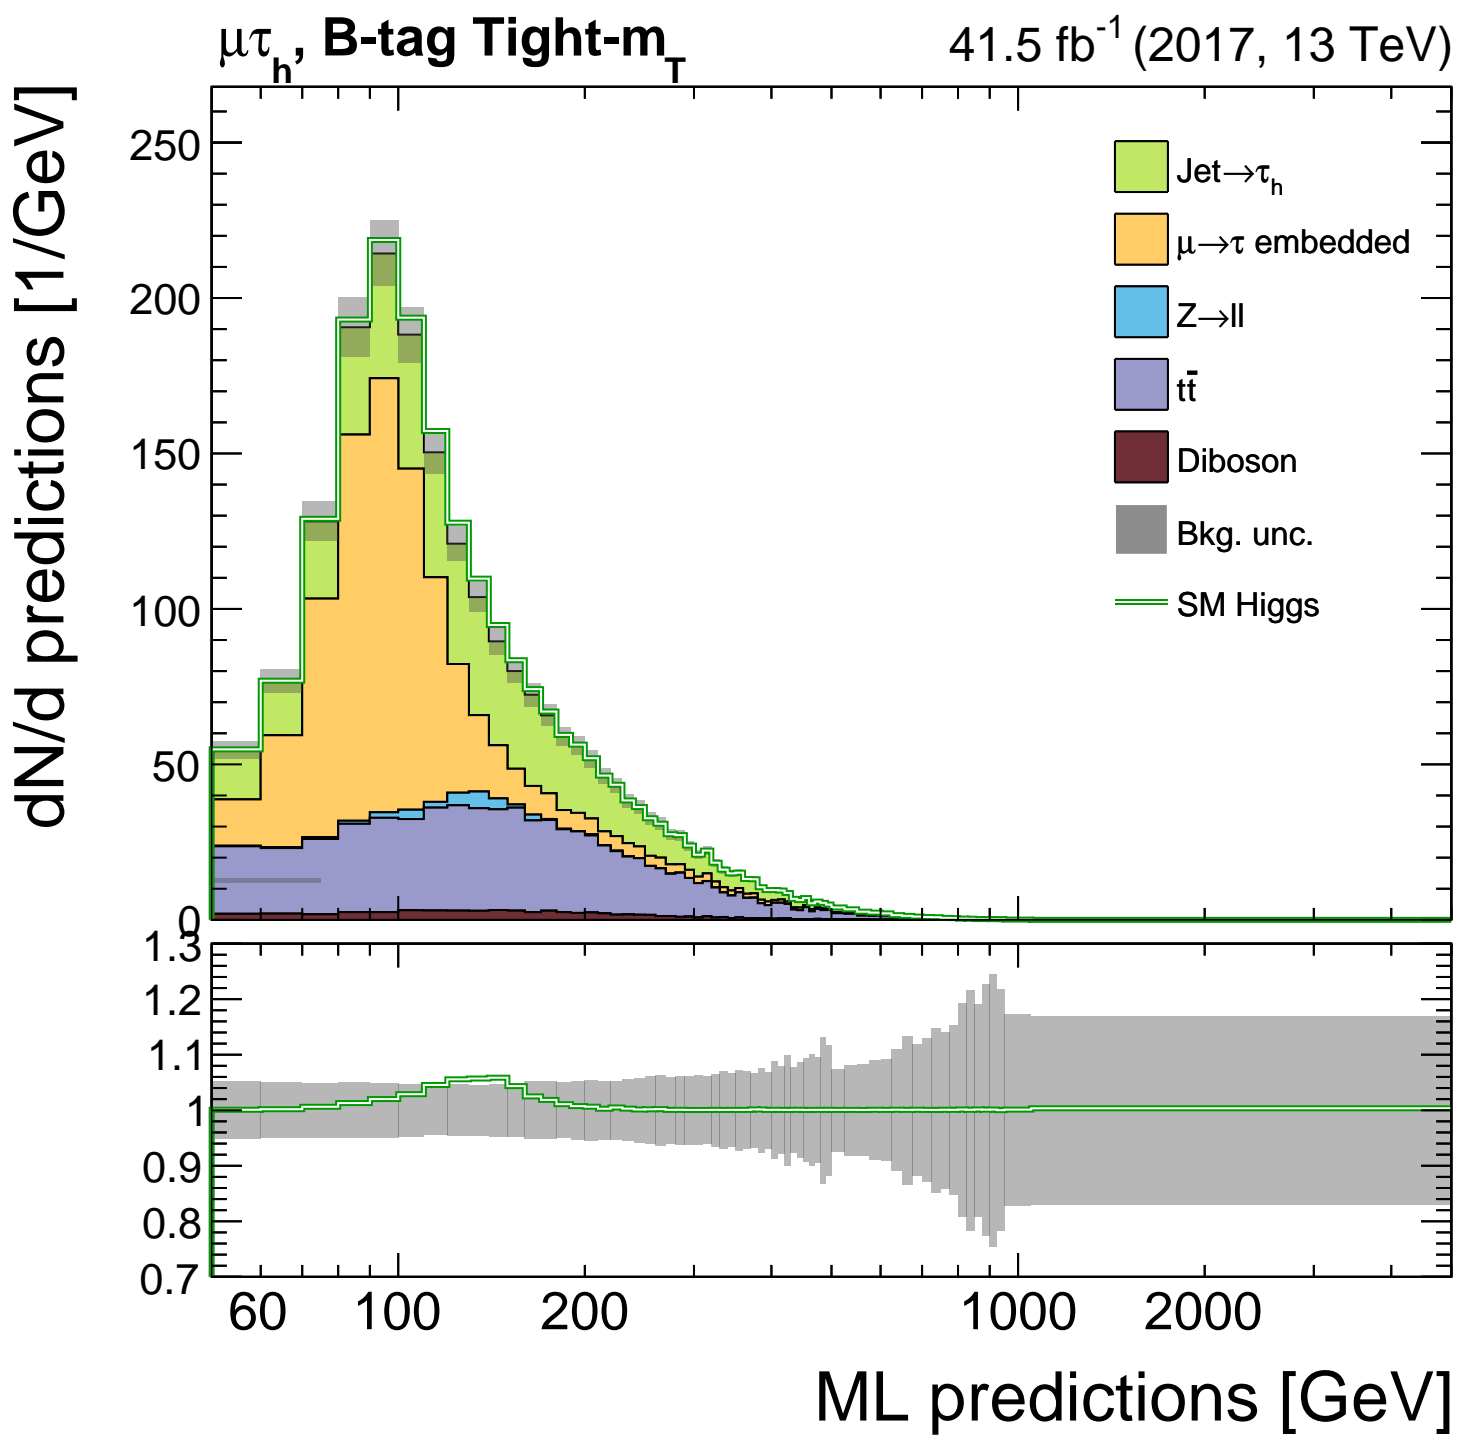 μτh, B-tag Tight-mT
41.5 fb-1 (2017, 13 TeV)
dN/d predictions [1/GeV]
250
200
150
100
50
0
Jet→τh
μ→τ embedded
Z→ll
tt̄
Diboson
Bkg. unc.
SM Higgs
1.3
1.2
1.1
1
0.9
0.8
0.7
60 100 200 1000 2000
ML predictions [GeV]